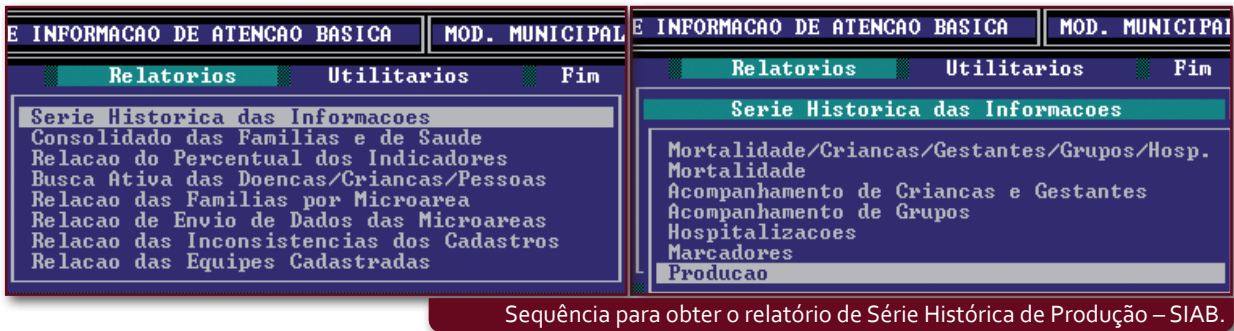 E INFORMACAO DE ATENCAO BASICA MOD. MUNICIPAL
Relatorios Utilitarios Fim
Serie Historica das Informacoes
Consolidado das Familias e de Saude
Relacao do Percentual dos Indicadores
Busca Ativa das Doencas/Criancas/Pessoas
Relacao das Familias por Microarea
Relacao de Envio de Dados das Microareas
Relacao das Inconsistencias dos Cadastros
Relacao das Equipes Cadastradas
E INFORMACAO DE ATENCAO BASICA MOD. MUNICIPAL
Relatorios Utilitarios Fim
Serie Historica das Informacoes
Mortalidade/Criancas/Gestantes/Grupos/Hosp.
Mortalidade
Acompanhamento de Criancas e Gestantes
Acompanhamento de Grupos
Hospitalizacoes
Marcadores
Producao
Sequência para obter o relatório de Série Histórica de Produção – SIAB.